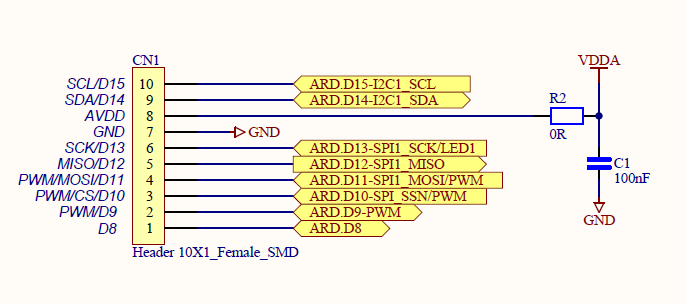 CN1
SCL/D15 10 ARD.D15-I2C1_SCL
SDA/D14 9 ARD.D14-I2C1_SDA
AVDD 8
GND 7 GND
SCK/D13 6 ARD.D13-SPI1_SCK/LED1
MISO/D12 5 ARD.D12-SPI1_MISO
PWM/MOSI/D11 4 ARD.D11-SPI1_MOSI/PWM
PWM/CS/D10 3 ARD.D10-SPI_SSN/PWM
PWM/D9 2 ARD.D9-PWM
D8 1 ARD.D8
Header 10X1_Female_SMD
VDDA
R2
0R
C1
100nF
GND